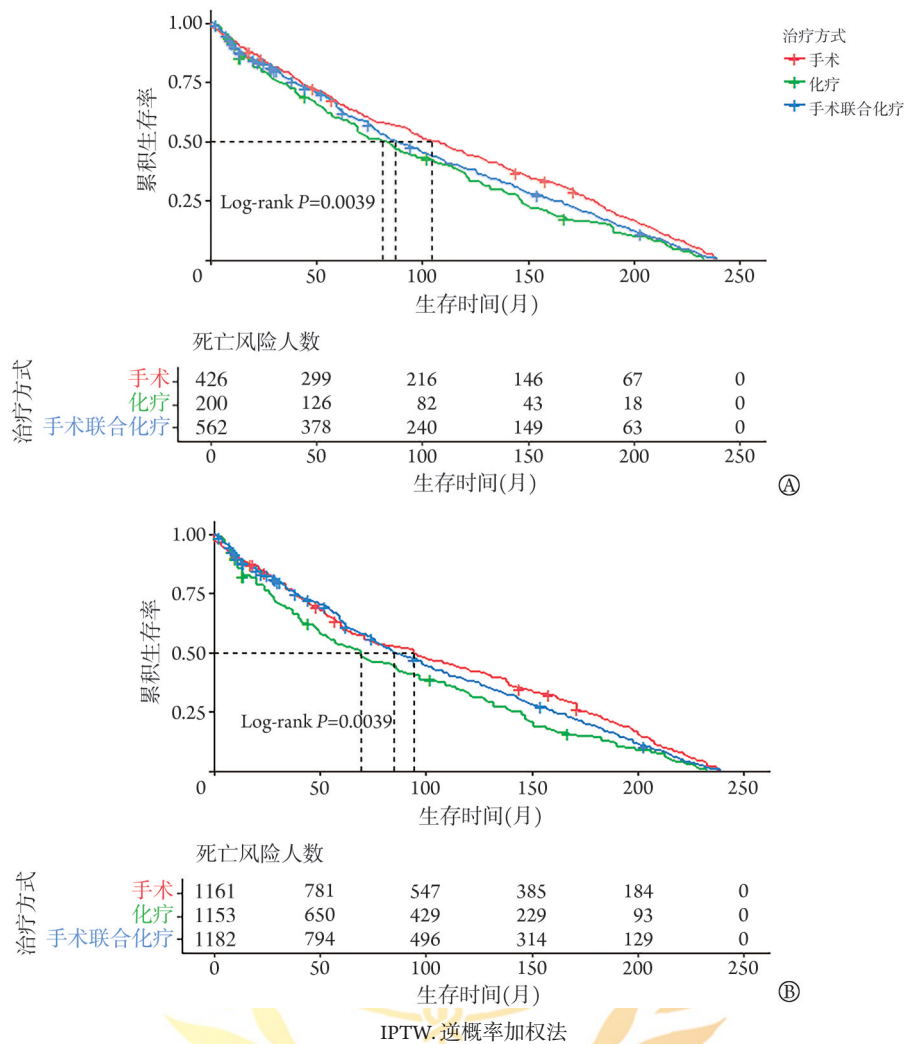 治疗方式
手术
化疗
手术联合化疗
1.00
0.75
0.50
0.25
累积生存率
Log-rank P=0.0039
0 50 100 150 200 250
生存时间(月)
死亡风险人数
治疗方式
手术 426 299 216 146 67 0
化疗 200 126 82 43 18 0
手术联合化疗 562 378 240 149 63 0
0 50 100 150 200 250
生存时间(月)
Ⓐ
1.00
0.75
0.50
0.25
累积生存率
Log-rank P=0.0039
0 50 100 150 200 250
生存时间(月)
死亡风险人数
治疗方式
手术 1161 781 547 385 184 0
化疗 1153 650 429 229 93 0
手术联合化疗 1182 794 496 314 129 0
0 50 100 150 200 250
生存时间(月)
Ⓑ
IPTW. 逆概率加权法